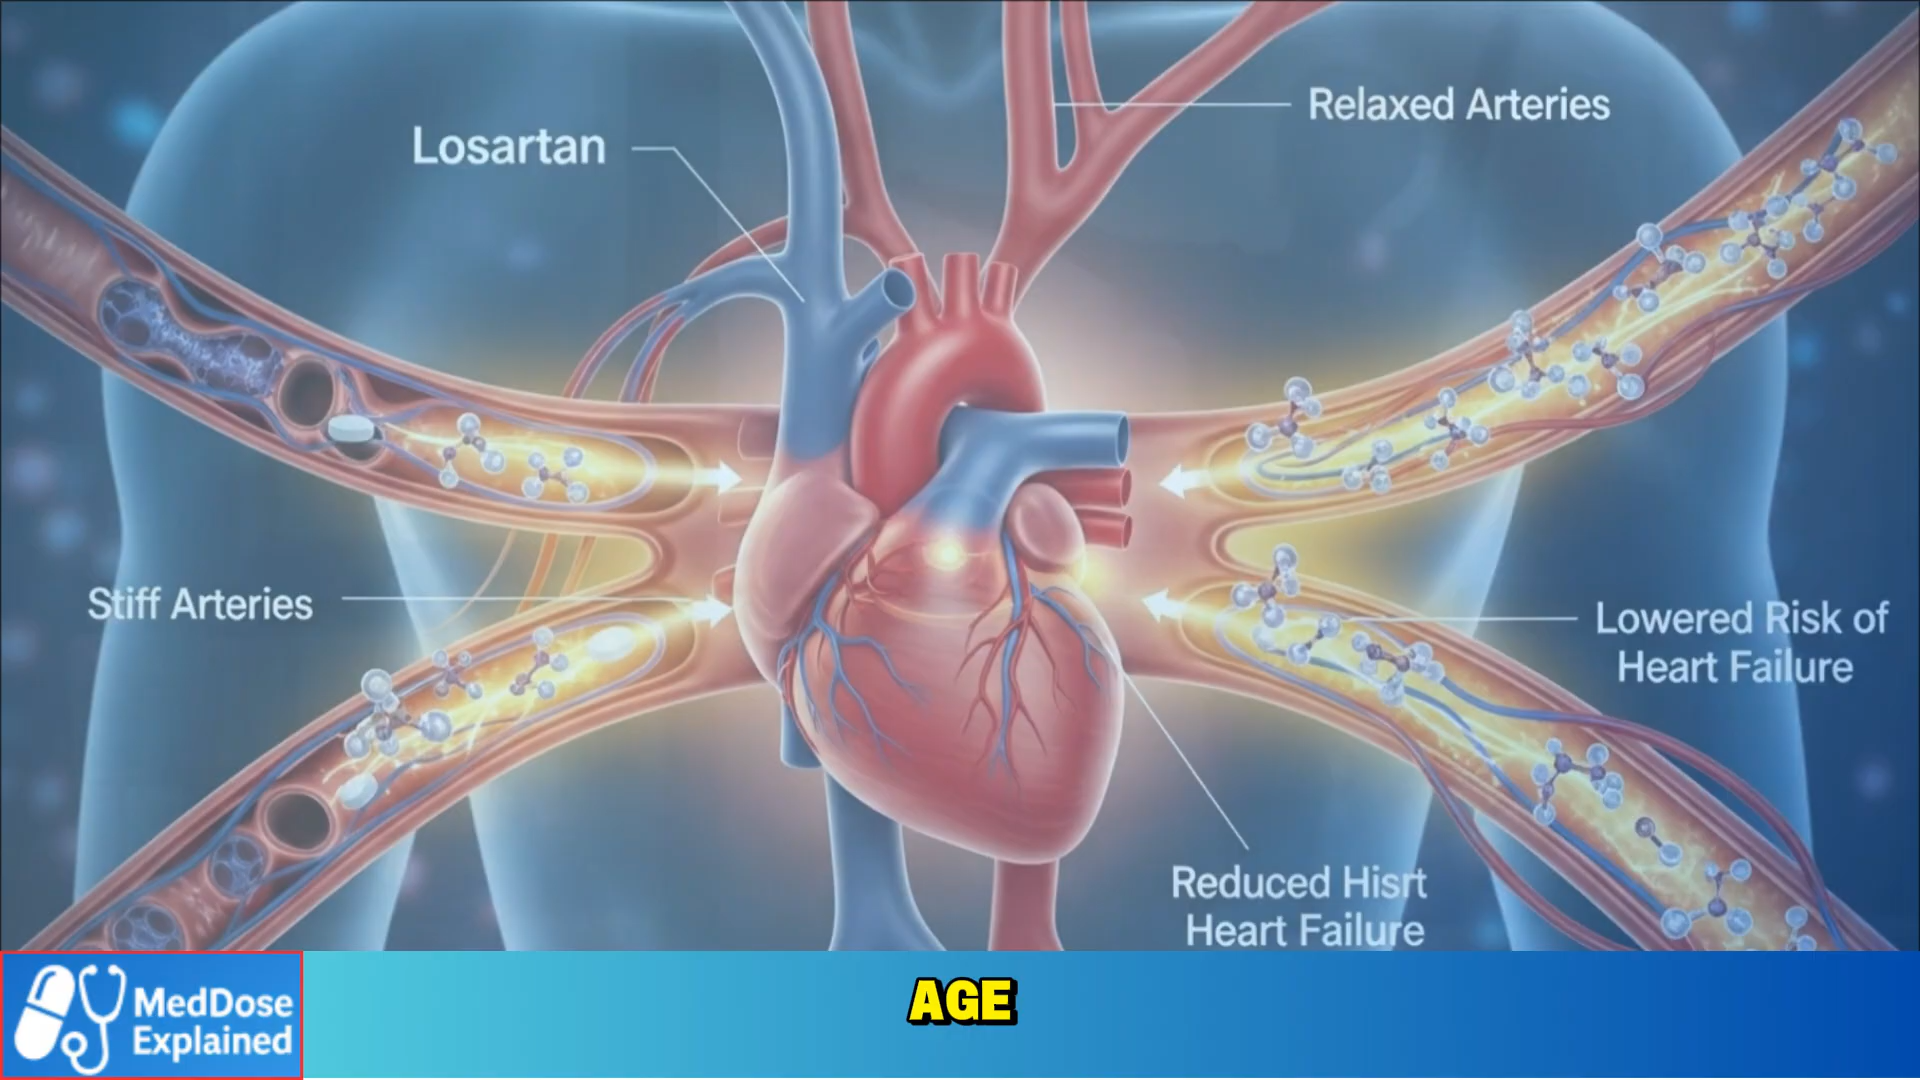 Relaxed Arteries
Losartan
Stiff Arteries
Lowered Risk of
Heart Failure
Reduced Hisrt
Heart Failure
AGE
MedDose
Explained